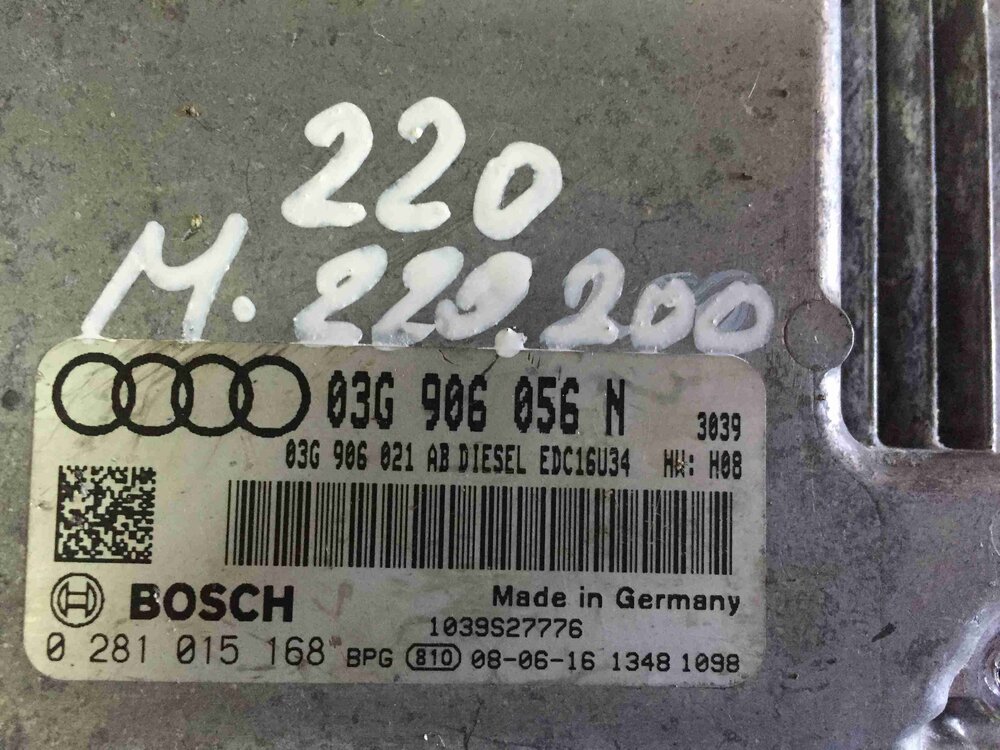 220
M. 229.200
03G 906 056 N
3039
03G 906 021 AB DIESEL EDC16U34 HW: H08
BOSCH
Made in Germany
1039S27776
0 281 015 168 BPG 810 08-06-16 1348 1098